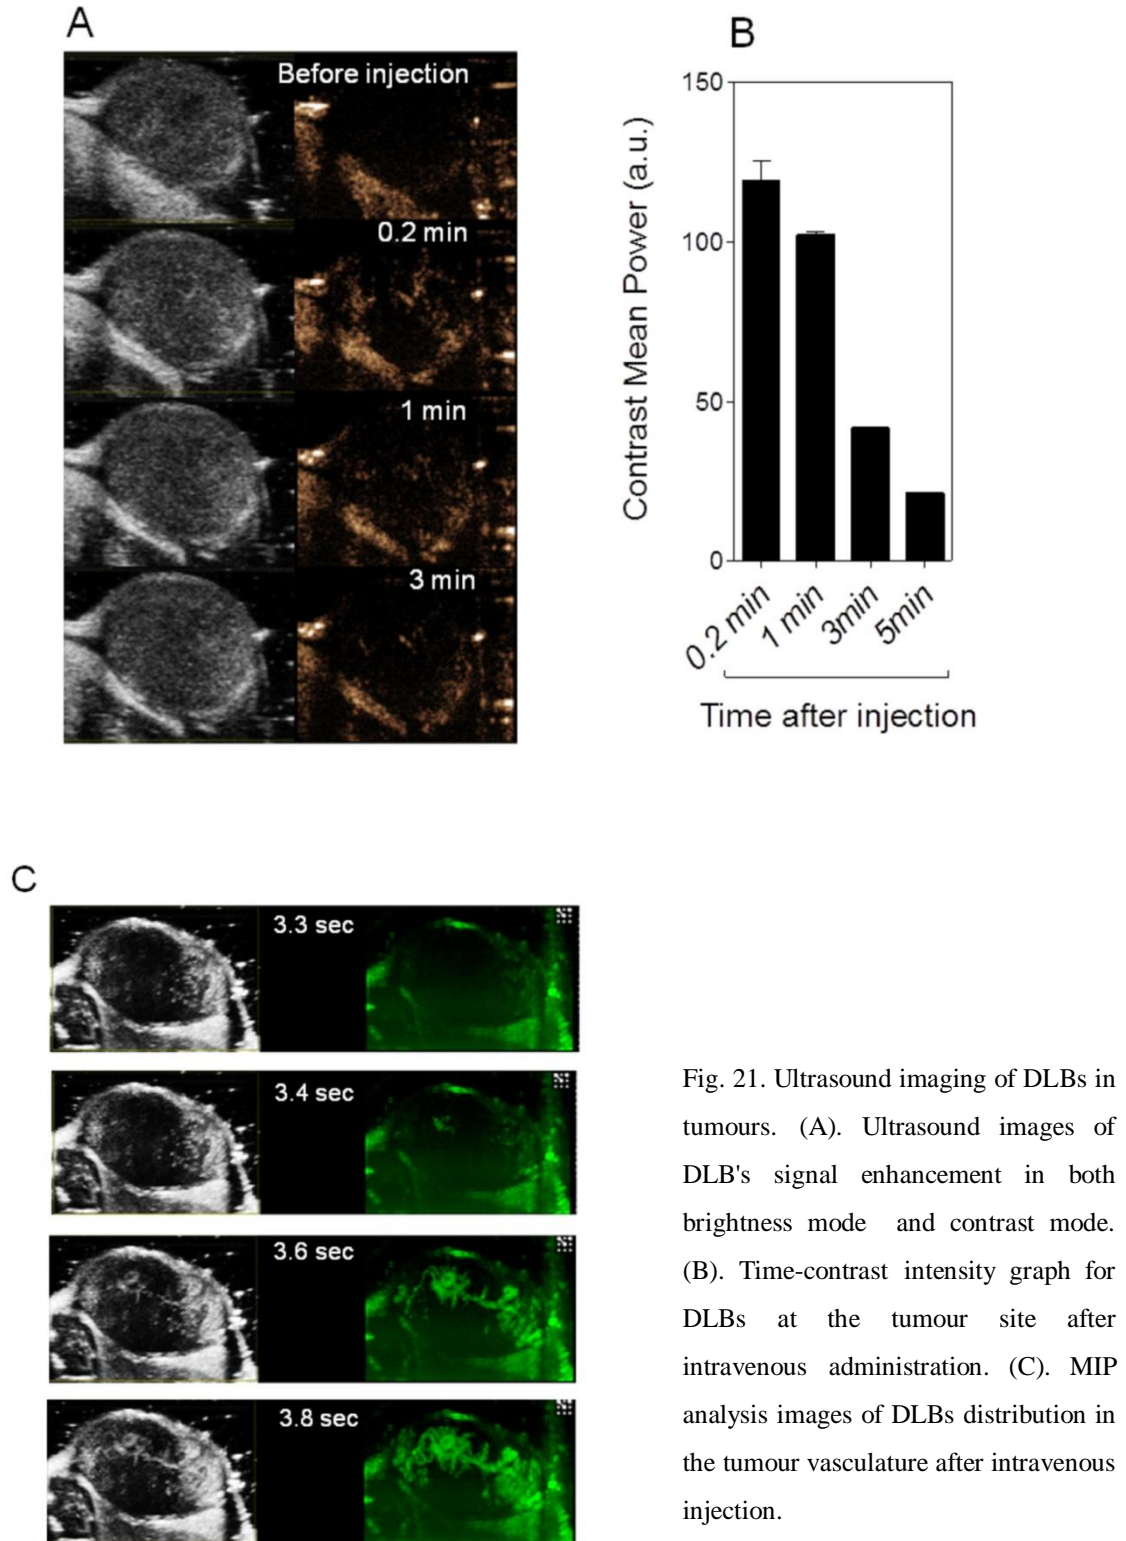 A
Before injection
0.2 min
1 min
3 min
B
150
100
50
0
Contrast Mean Power (a.u.)
0.2 min
1 min
3min
5min
Time after injection
C
3.3 sec
3.4 sec
3.6 sec
3.8 sec
Fig. 21. Ultrasound imaging of DLBs in
tumours. (A). Ultrasound images of
DLB's signal enhancement in both
brightness mode and contrast mode.
(B). Time-contrast intensity graph for
DLBs at the tumour site after
intravenous administration. (C). MIP
analysis images of DLBs distribution in
the tumour vasculature after intravenous
injection.